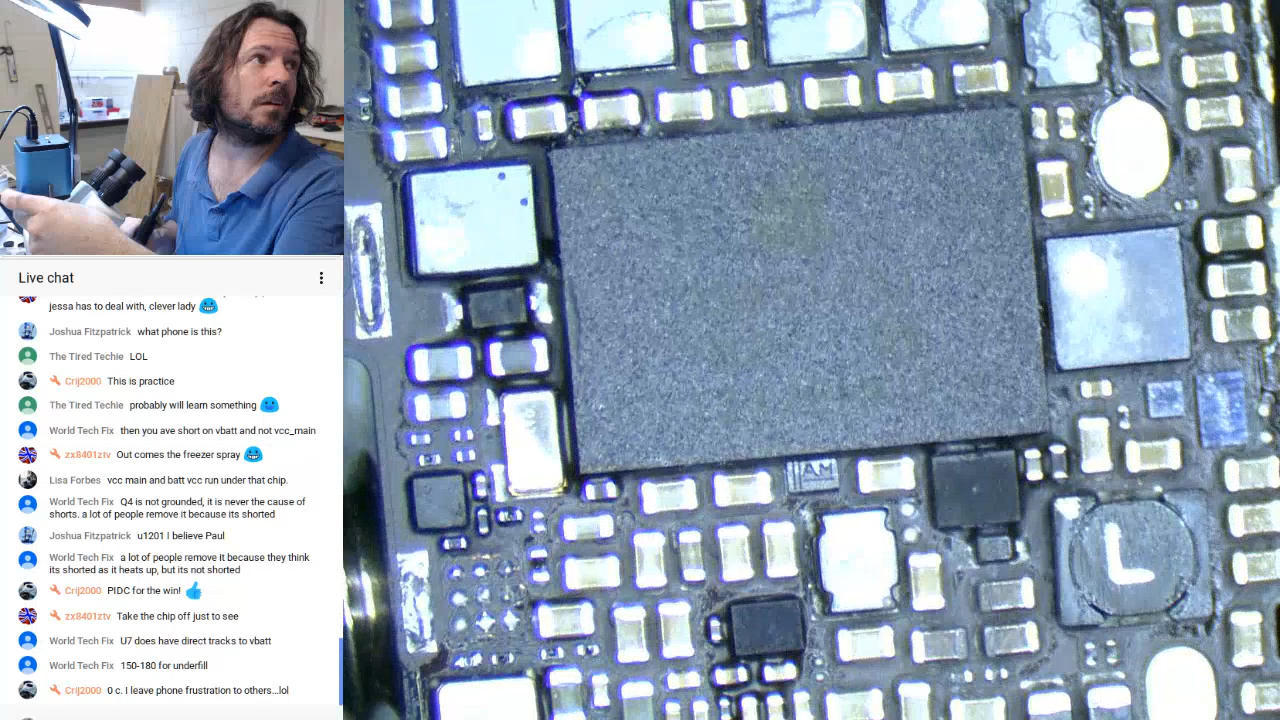 Live chat
jessa has to deal with, clever lady
Joshua Fitzpatrick what phone is this?
The Tired Techie LOL
Crij2000 This is practice
The Tired Techie probably will learn something
World Tech Fix then you ave short on vbatt and not vcc_main
zx8401ztv Out comes the freezer spray
Lisa Forbes vcc main and batt vcc run under that chip.
World Tech Fix Q4 is not grounded, it is never the cause of
shorts. a lot of people remove it because its shorted
Joshua Fitzpatrick u1201 I believe Paul
World Tech Fix a lot of people remove it because they think
its shorted as it heats up, but its not shorted
Crij2000 PIDC for the win!
zx8401ztv Take the chip off just to see
World Tech Fix U7 does have direct tracks to vbatt
World Tech Fix 150-180 for underfill
Crij2000 0 c. I leave phone frustration to others...lol
AM
L